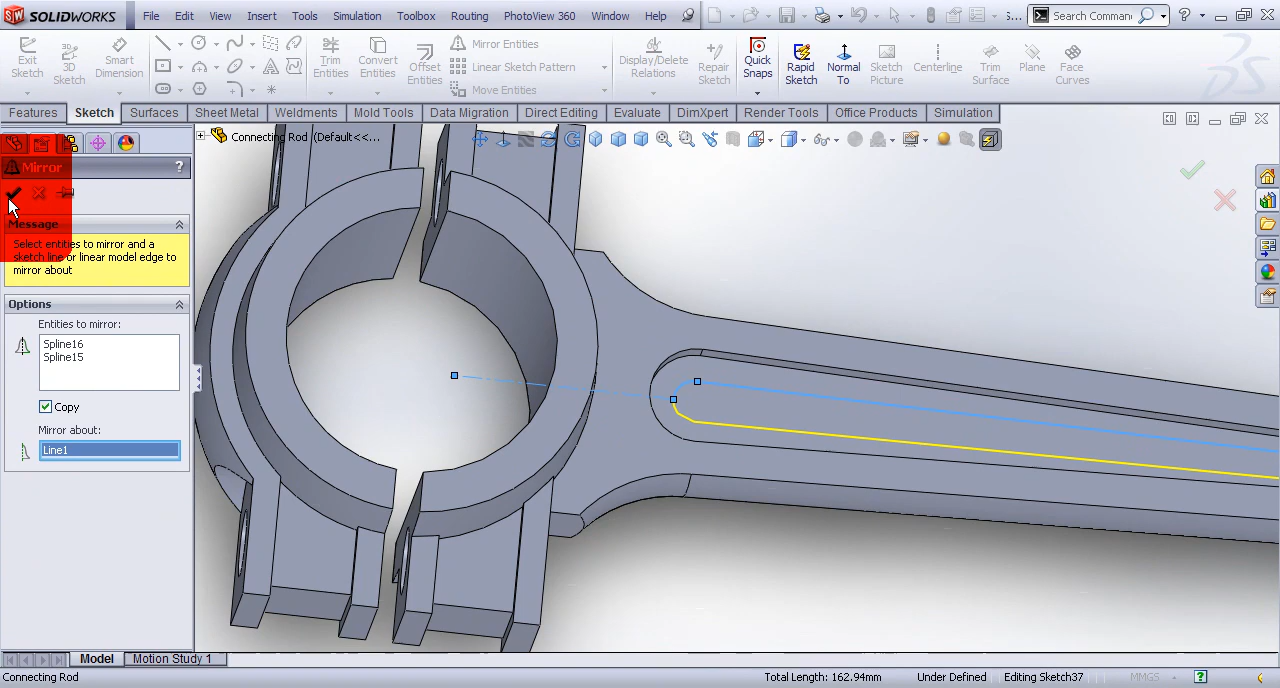 SOLIDWORKS File Edit View Insert Tools Simulation Toolbox Routing PhotoView 360 Window Help S... Search Comman
Exit Sketch
3D Sketch
Smart Dimension
Trim Entities
Convert Entities
Offset Entities
Mirror Entities
Linear Sketch Pattern
Move Entities
Display/Delete Relations
Repair Sketch
Quick Snaps
Rapid Sketch
Normal To
Sketch Picture
Centerline
Trim Surface
Plane
Face Curves
Features Sketch Surfaces Sheet Metal Weldments Mold Tools Data Migration Direct Editing Evaluate DimXpert Render Tools Office Products Simulation
Connecting Rod (Default<<...
Mirror ?
Message
Select entities to mirror and a
sketch line or linear model edge to
mirror about
Options
Entities to mirror:
Spline16
Spline15
Copy
Mirror about:
Line1
Model Motion Study 1
Connecting Rod Total Length: 162.94mm Under Defined Editing Sketch37 MMGS ?